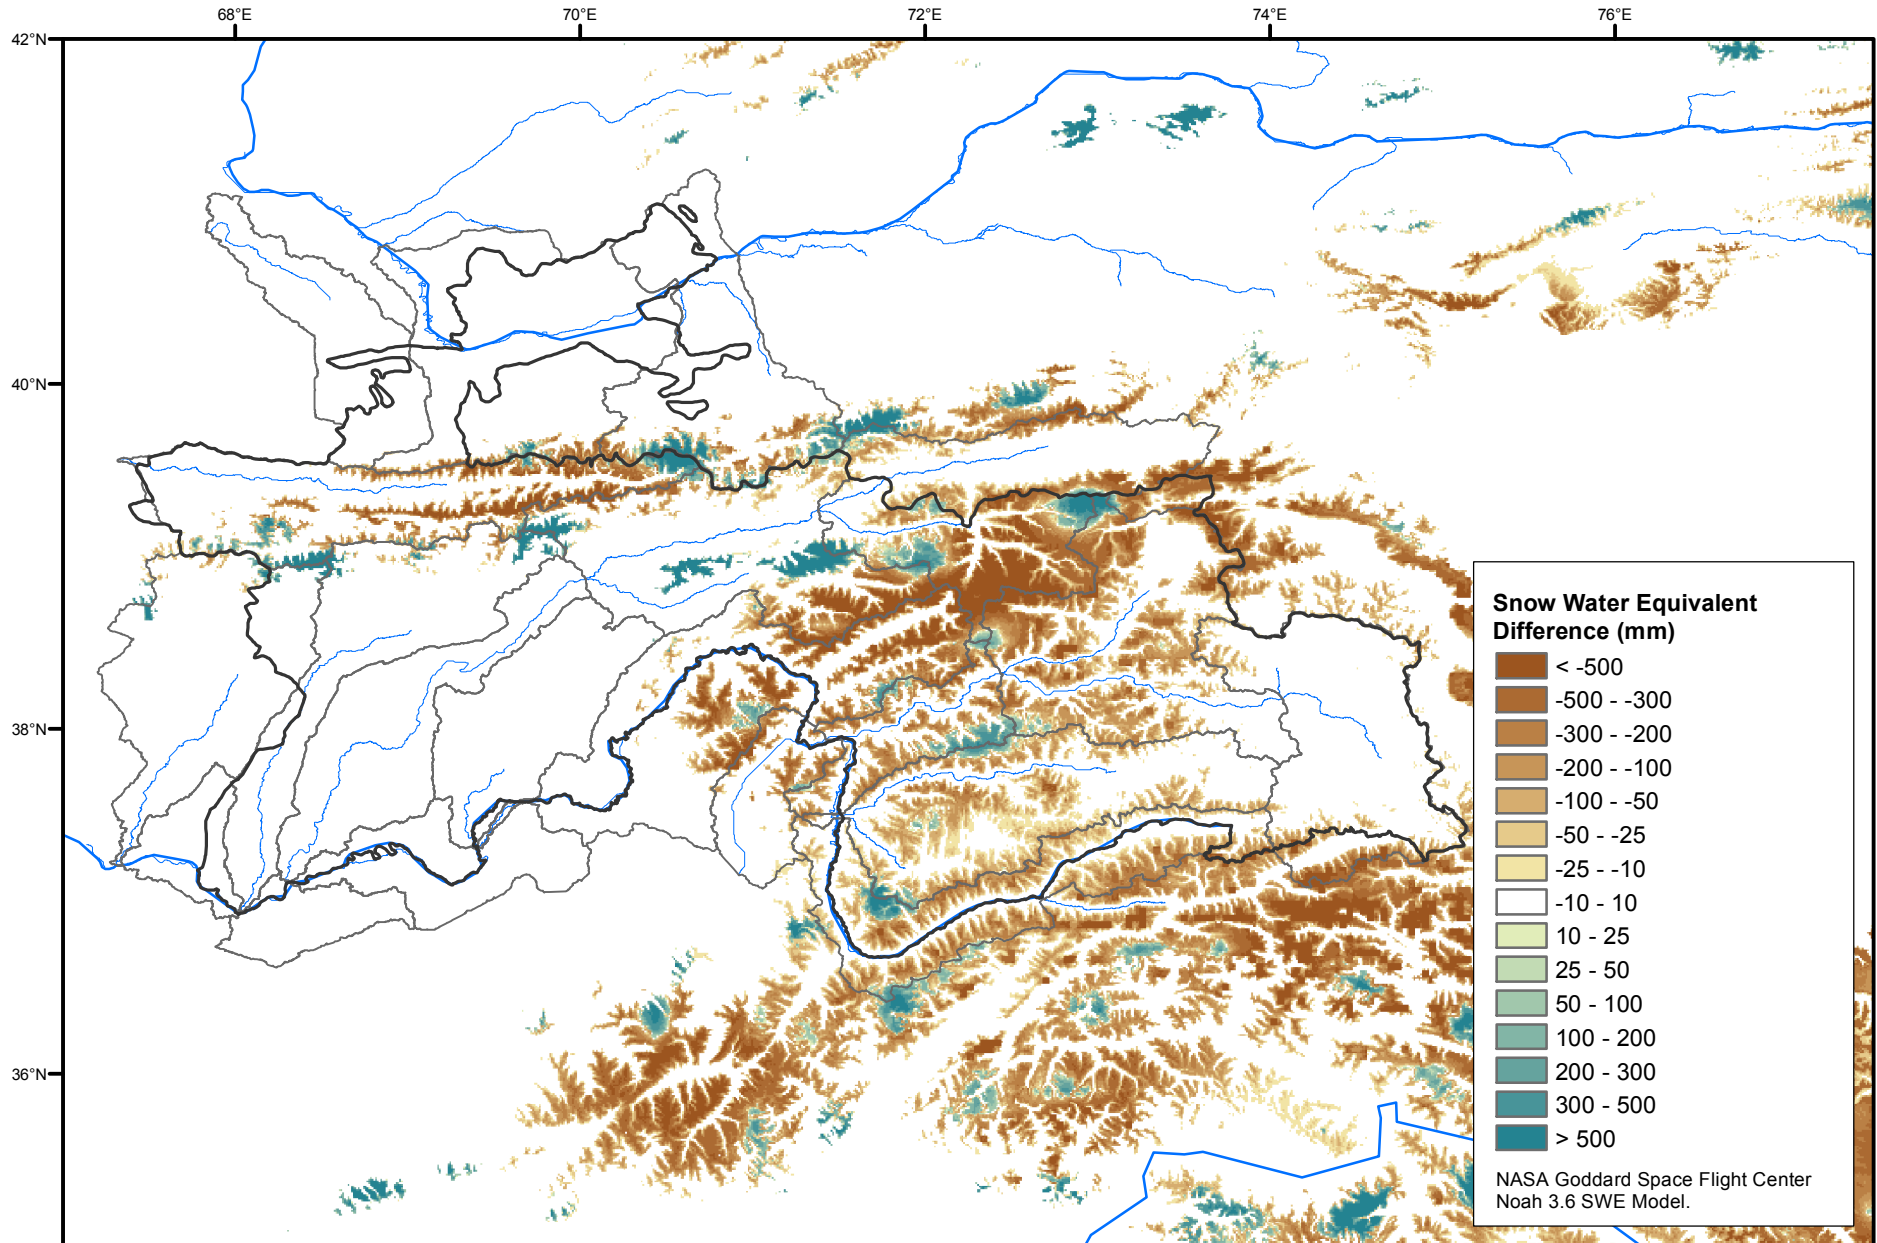 68°E
70°E
72°E
74°E
76°E
42°N
40°N
38°N
36°N
Snow Water Equivalent
Difference (mm)
< -500
-500 - -300
-300 - -200
-200 - -100
-100 - -50
-50 - -25
-25 - -10
-10 - 10
10 - 25
25 - 50
50 - 100
100 - 200
200 - 300
300 - 500
> 500
NASA Goddard Space Flight Center
Noah 3.6 SWE Model.